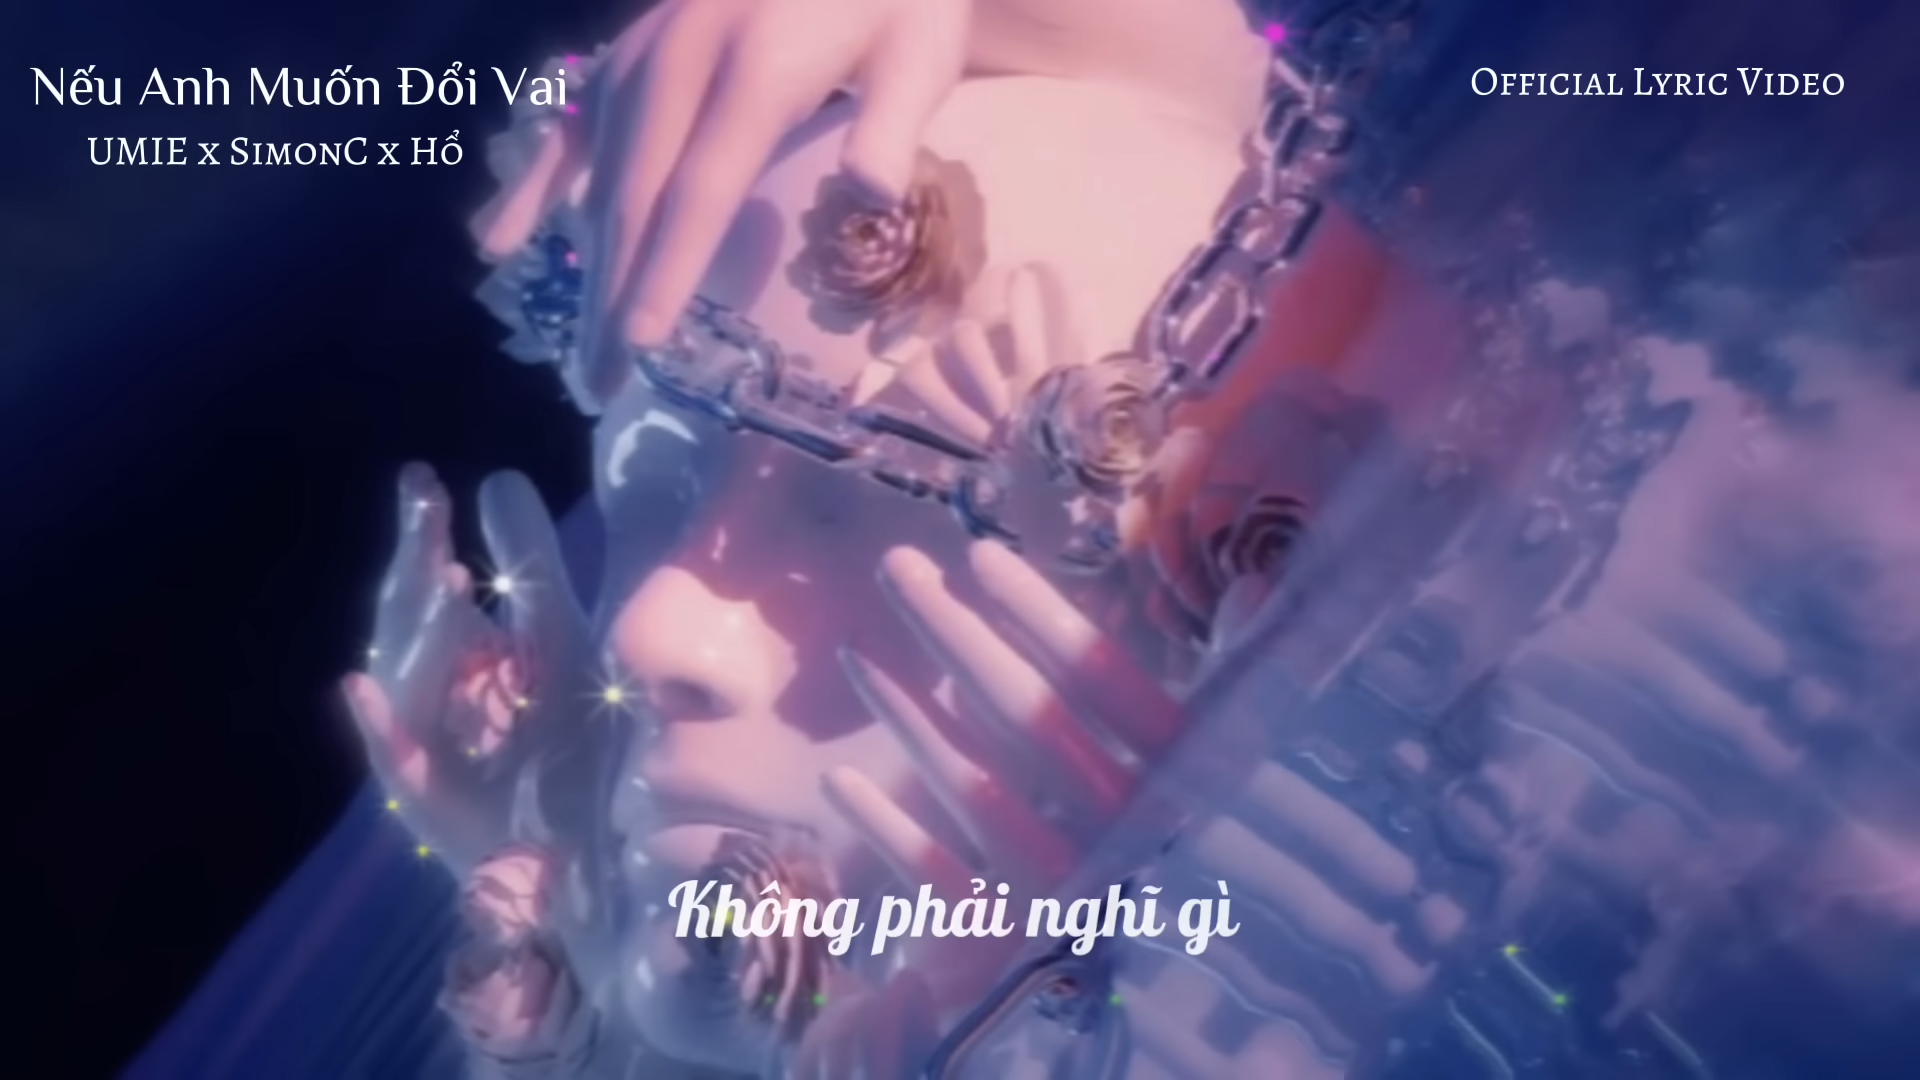 Nếu Anh Muốn Đổi Vai
UMIE x SimonC x Hổ
Official Lyric Video
Không phải nghĩ gì